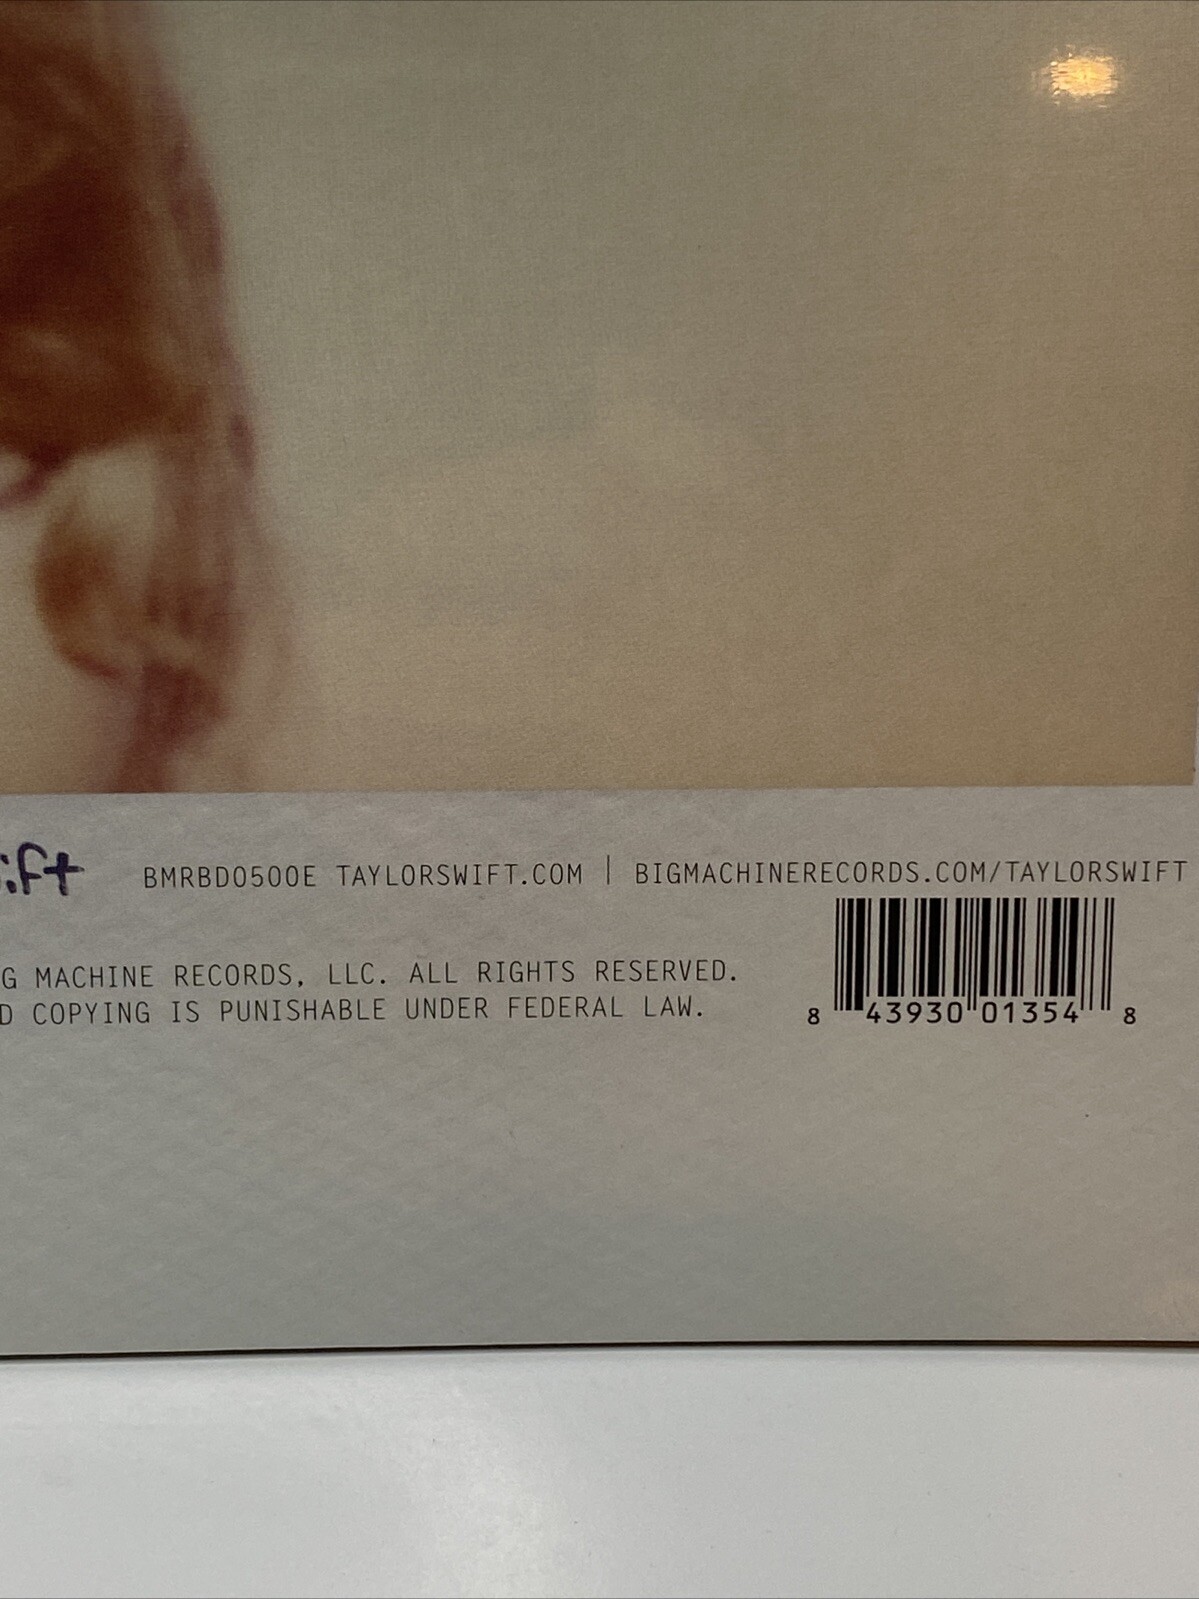 ift BMRBD0500E TAYLORSWIFT.COM | BIGMACHINERECORDS.COM/TAYLORSWIFT
G MACHINE RECORDS, LLC. ALL RIGHTS RESERVED.
D COPYING IS PUNISHABLE UNDER FEDERAL LAW.
8 43930 01354 8